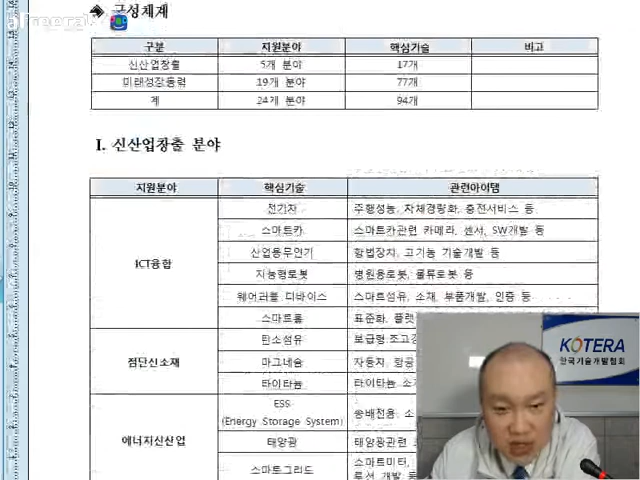 afreeca
◈ 구성체계
구분 지원분야 핵심기술 비고
신산업창출 5개 분야 17개
미래성장동력 19개 분야 77개
계 24개 분야 94개
I. 신산업창출 분야
지원분야 핵심기술 관련아이템
ICT융합
전기차 주행성능, 차체경량화, 충전서비스 등
스마트카 스마트카관련 카메라, 센서, SW개발 등
산업용무인기 항법장치, 고기능 기술개발 등
지능형로봇 병원용로봇, 물류로봇 등
웨어러블 디바이스 스마트섬유, 소재, 부품개발, 인증 등
스마트홈 표준화, 플랫
첨단신소재
탄소섬유 보급형
마그네슘 자동차, 항공
타이타늄 타이타늄 소
에너지신산업
ESS
(Energy Storage System) 송배전용, 소
태양광 태양광관련
스마트그리드 스마트미터,
KOTERA
한국기술개발협회